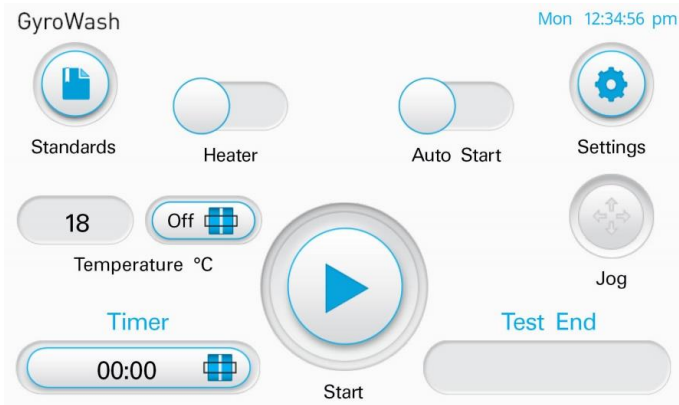 GyroWash
Mon 12:34:56 pm
Standards
Heater
Auto Start
Settings
18
Off
Temperature °C
Jog
Timer
Test End
00:00
Start